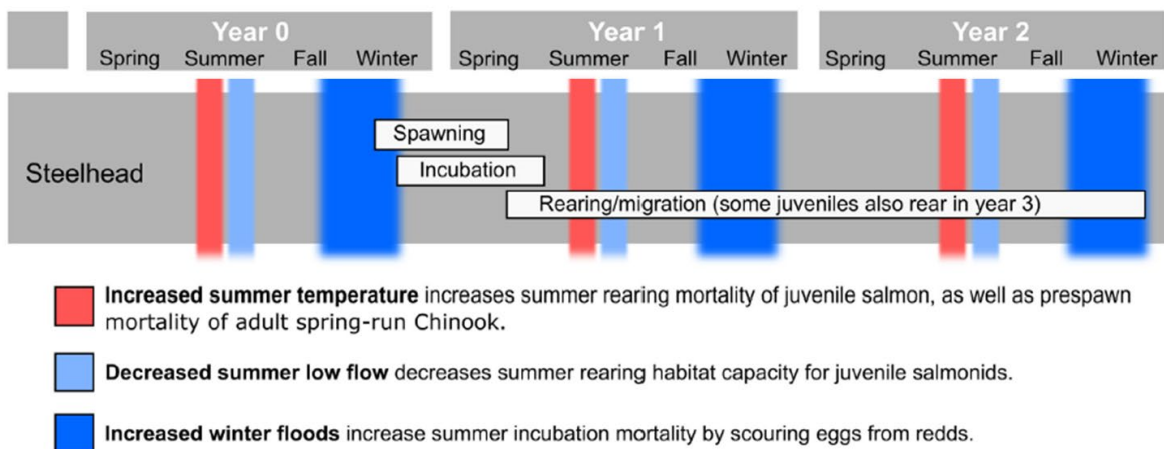 Year 0 Year 1 Year 2
Spring Summer Fall Winter Spring Summer Fall Winter Spring Summer Fall Winter
Spawning
Incubation
Steelhead
Rearing/migration (some juveniles also rear in year 3)
Increased summer temperature increases summer rearing mortality of juvenile salmon, as well as prespawn
mortality of adult spring-run Chinook.
Decreased summer low flow decreases summer rearing habitat capacity for juvenile salmonids.
Increased winter floods increase summer incubation mortality by scouring eggs from redds.